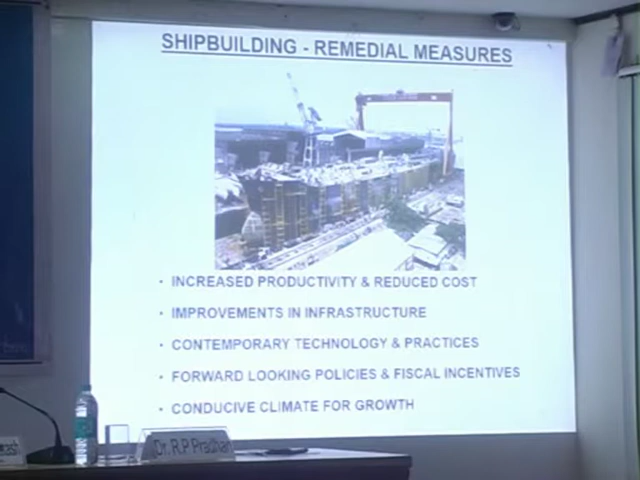 SHIPBUILDING - REMEDIAL MEASURES
· INCREASED PRODUCTIVITY & REDUCED COST
· IMPROVEMENTS IN INFRASTRUCTURE
· CONTEMPORARY TECHNOLOGY & PRACTICES
· FORWARD LOOKING POLICIES & FISCAL INCENTIVES
· CONDUCIVE CLIMATE FOR GROWTH
Dr. R.P Pradhan